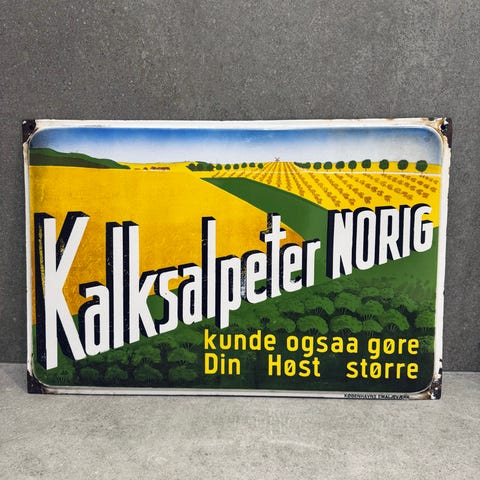 Kalksalpeter NORIG
kunde ogsaa gøre
Din Høst større
KØBENHAVNS EMALJEVÆRK